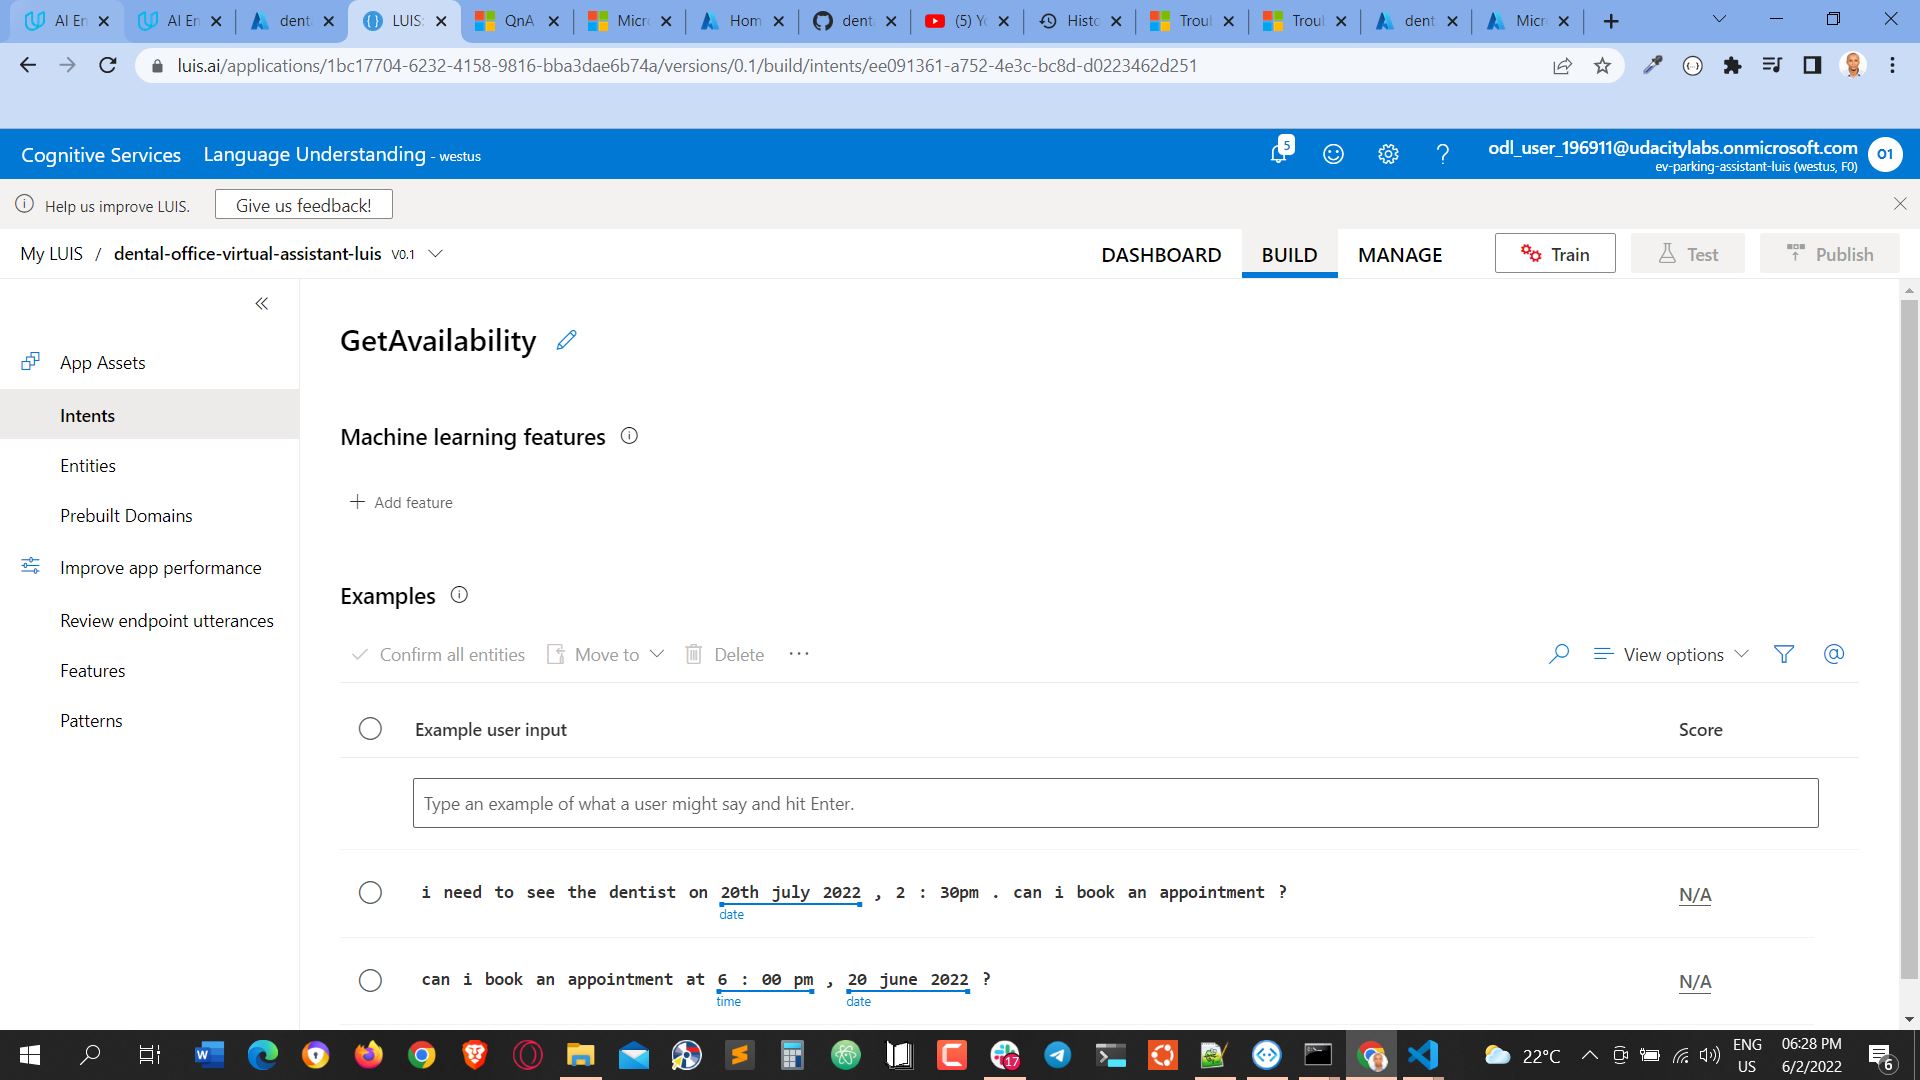 AI En
AI En
dent
LUIS:
QnA
Micr
Hom
dent
(5) Yo
Histo
Troul
Troul
dent
Micr
luis.ai/applications/1bc17704-6232-4158-9816-bba3dae6b74a/versions/0.1/build/intents/ee091361-a752-4e3c-bc8d-d0223462d251
Cognitive Services Language Understanding - westus
5
odl_user_196911@udacitylabs.onmicrosoft.com
ev-parking-assistant-luis (westus, F0)
O1
Help us improve LUIS. Give us feedback!
My LUIS / dental-office-virtual-assistant-luis V0.1
DASHBOARD BUILD MANAGE Train Test Publish
App Assets
Intents
Entities
Prebuilt Domains
Improve app performance
Review endpoint utterances
Features
Patterns
GetAvailability
Machine learning features
+ Add feature
Examples
Confirm all entities Move to Delete ...
View options
Example user input Score
Type an example of what a user might say and hit Enter.
i need to see the dentist on 20th july 2022 , 2 : 30pm . can i book an appointment ? N/A
date
can i book an appointment at 6 : 00 pm , 20 june 2022 ? N/A
time date
17
22°C
ENG
US
06:28 PM
6/2/2022
6